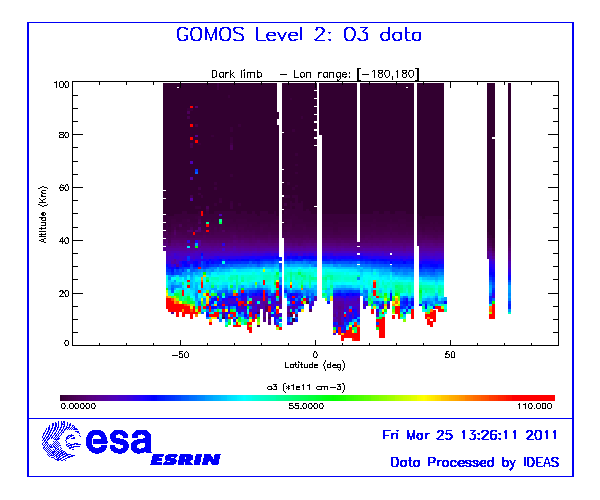 GOMOS Level 2: O3 data
Dark limb  - Lon range: [-180,180]
100
80
60
40
20
0
Altitude (Km)
-50 0 50
Latitude (deg)
o3 (*1e11 cm-3)
0.00000 55.0000 110.000
esa ESRIN
Fri Mar 25 13:26:11 2011
Data Processed by IDEAS